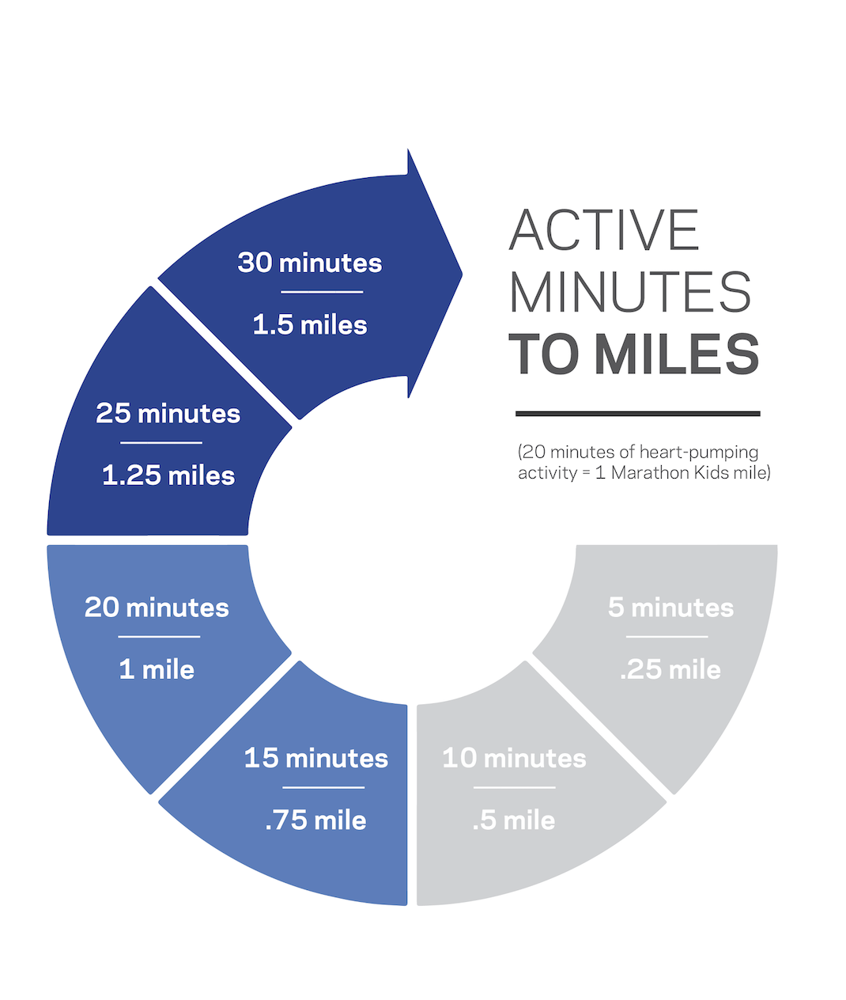 ACTIVE
MINUTES
TO MILES
(20 minutes of heart-pumping
activity = 1 Marathon Kids mile)
5 minutes
.25 mile
10 minutes
.5 mile
15 minutes
.75 mile
20 minutes
1 mile
25 minutes
1.25 miles
30 minutes
1.5 miles